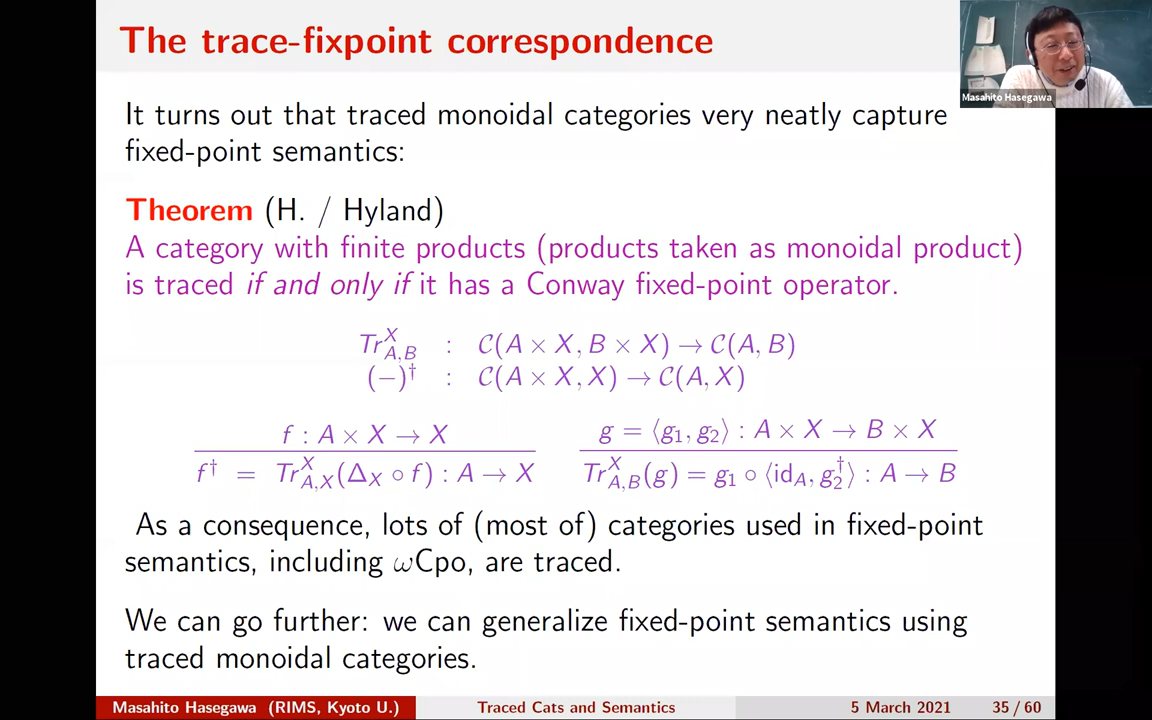 The trace-fixpoint correspondence
Masahito Hasegawa
It turns out that traced monoidal categories very neatly capture
fixed-point semantics:
Theorem (H. / Hyland)
A category with finite products (products taken as monoidal product)
is traced if and only if it has a Conway fixed-point operator.
Tr^X_{A,B} : 𝒞(A × X, B × X) → 𝒞(A, B)
(−)^† : 𝒞(A × X, X) → 𝒞(A, X)
f : A × X → X
f^† = Tr^X_{A,X}(Δ_X ∘ f) : A → X
g = ⟨g₁, g₂⟩ : A × X → B × X
Tr^X_{A,B}(g) = g₁ ∘ ⟨id_A, g₂^†⟩ : A → B
As a consequence, lots of (most of) categories used in fixed-point
semantics, including ωCpo, are traced.
We can go further: we can generalize fixed-point semantics using
traced monoidal categories.
Masahito Hasegawa (RIMS, Kyoto U.) Traced Cats and Semantics 5 March 2021 35 / 60